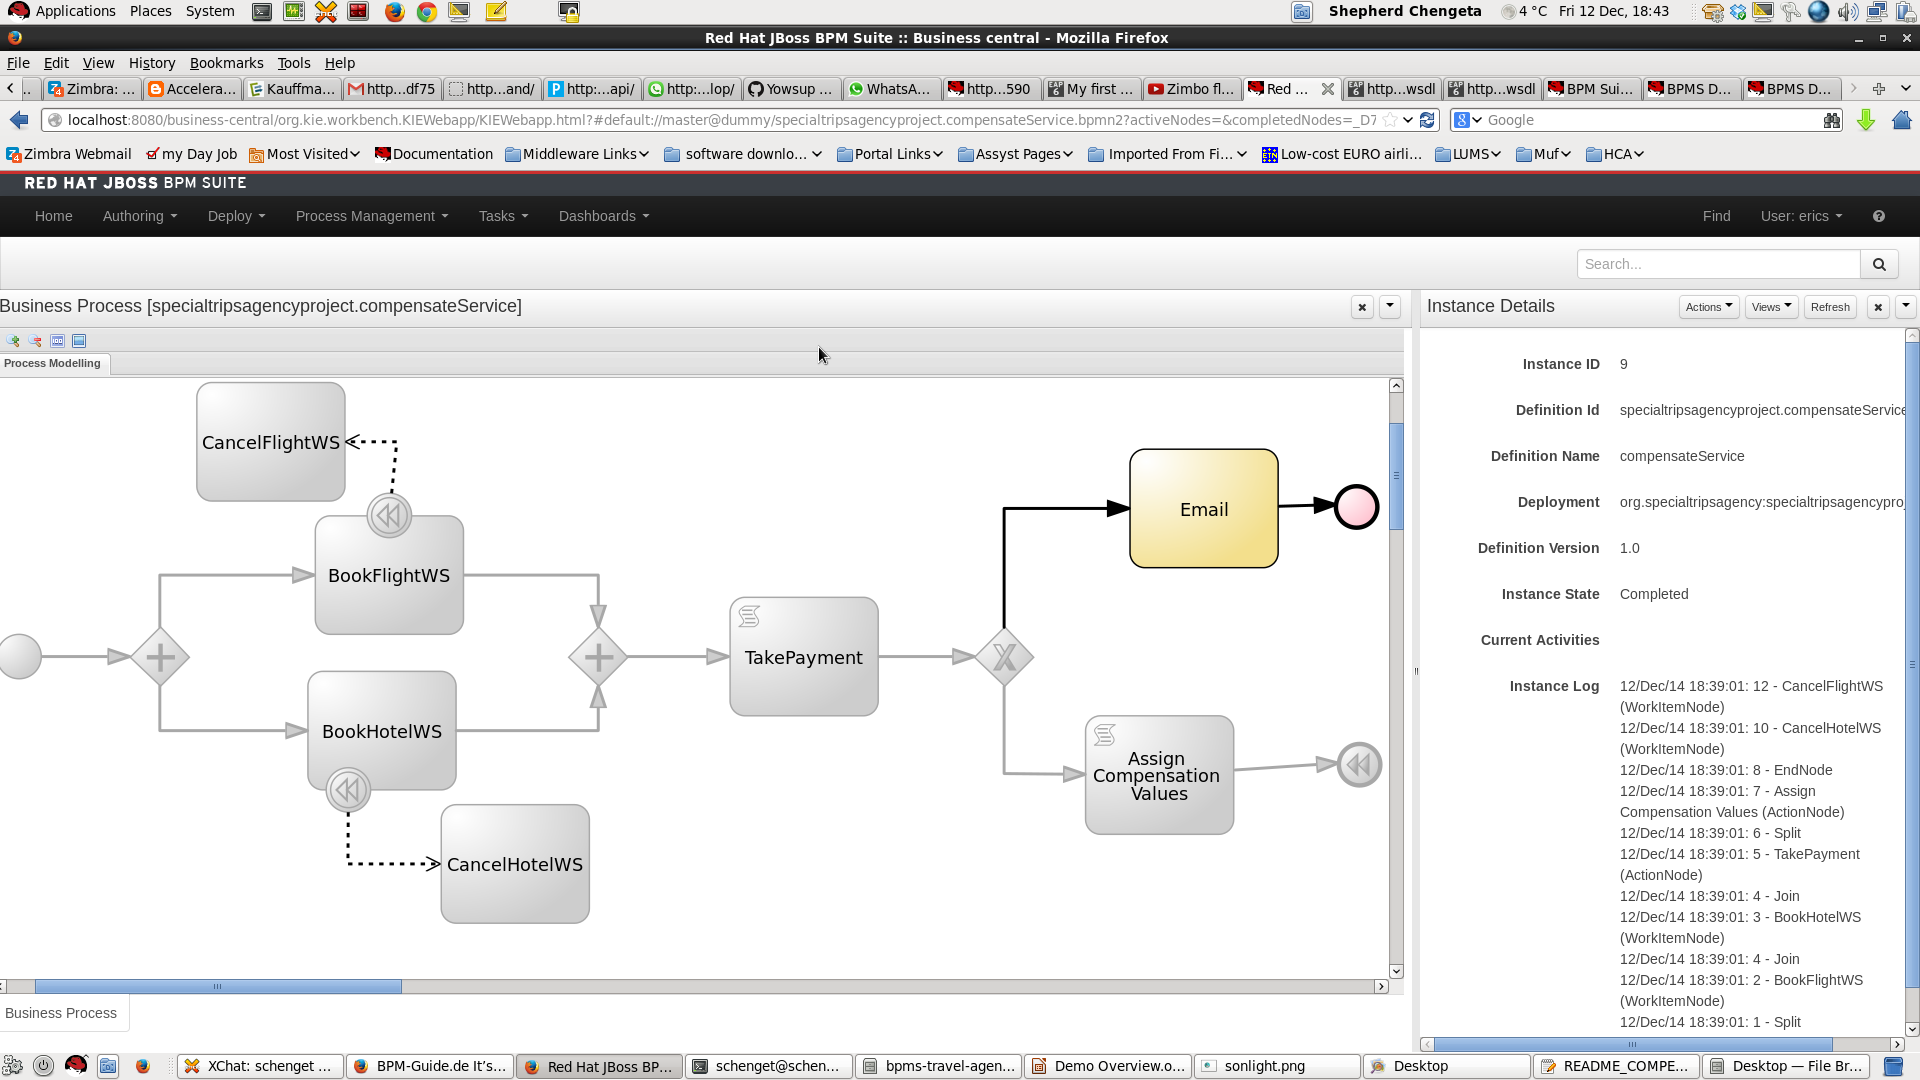 Applications Places System
Shepherd Chengeta 4 °C Fri 12 Dec, 18:43
Red Hat JBoss BPM Suite :: Business central - Mozilla Firefox
File Edit View History Bookmarks Tools Help
.. Zimbra: ... Accelera... Kauffma... http...df75 http...and/ http:...api/ http:...lop/ Yowsup ... WhatsA... http...590 My first ... Zimbo fl... Red ... http...wsdl http...wsdl BPM Sui... BPMS D... BPMS D...
localhost:8080/business-central/org.kie.workbench.KIEWebapp/KIEWebapp.html?#default://master@dummy/specialtripsagencyproject.compensateService.bpmn2?activeNodes=&completedNodes=_D7 Google
Zimbra Webmail my Day Job Most Visited Documentation Middleware Links software downlo... Portal Links Assyst Pages Imported From Fi... Low-cost EURO airli... LUMS Muf HCA
RED HAT JBOSS BPM SUITE
Home Authoring Deploy Process Management Tasks Dashboards Find User: erics
Search...
Business Process [specialtripsagencyproject.compensateService]
Process Modelling
CancelFlightWS
BookFlightWS
BookHotelWS
CancelHotelWS
TakePayment
Email
Assign
Compensation
Values
Business Process
Instance Details Actions Views Refresh
Instance ID 9
Definition Id specialtripsagencyproject.compensateService
Definition Name compensateService
Deployment org.specialtripsagency:specialtripsagencyproj
Definition Version 1.0
Instance State Completed
Current Activities
Instance Log 12/Dec/14 18:39:01: 12 - CancelFlightWS
(WorkItemNode)
12/Dec/14 18:39:01: 10 - CancelHotelWS
(WorkItemNode)
12/Dec/14 18:39:01: 8 - EndNode
12/Dec/14 18:39:01: 7 - Assign
Compensation Values (ActionNode)
12/Dec/14 18:39:01: 6 - Split
12/Dec/14 18:39:01: 5 - TakePayment
(ActionNode)
12/Dec/14 18:39:01: 4 - Join
12/Dec/14 18:39:01: 3 - BookHotelWS
(WorkItemNode)
12/Dec/14 18:39:01: 4 - Join
12/Dec/14 18:39:01: 2 - BookFlightWS
(WorkItemNode)
12/Dec/14 18:39:01: 1 - Split
XChat: schenget ... BPM-Guide.de It's... Red Hat JBoss BP... schenget@schen... bpms-travel-agen... Demo Overview.o... sonlight.png Desktop README_COMPE... Desktop — File Br...